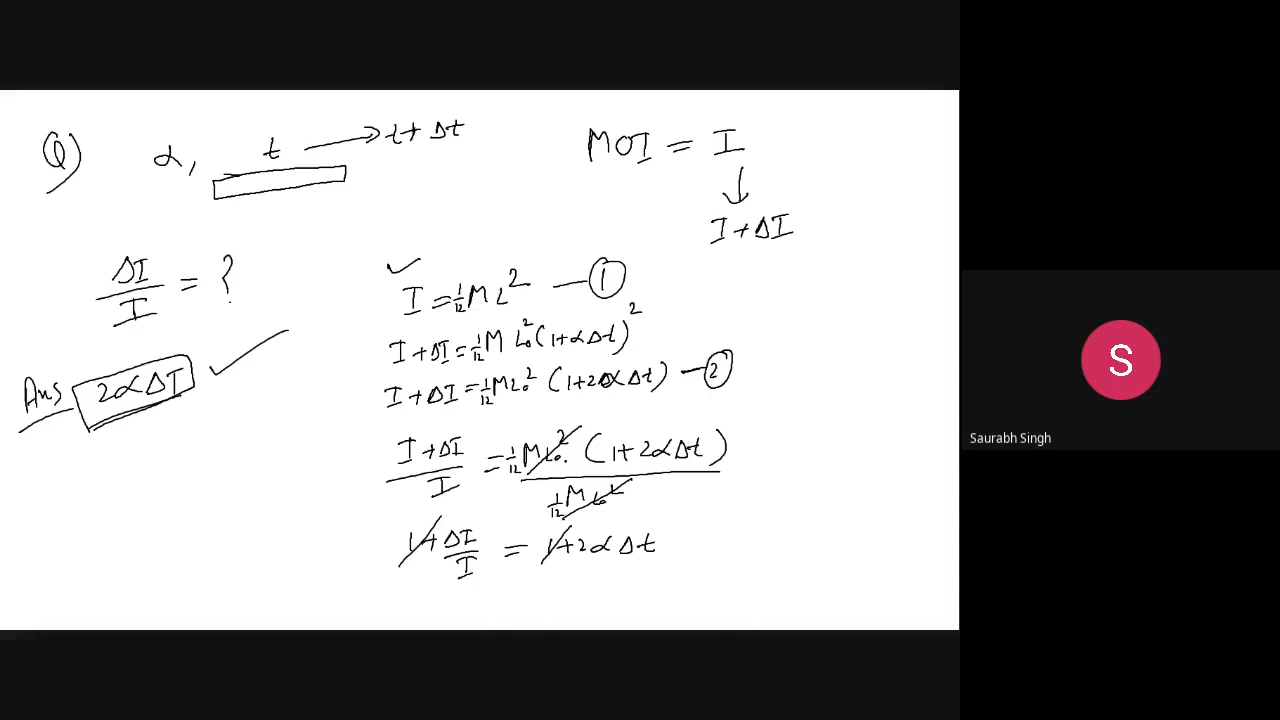 Q) α, t → t + Δt
MOI = I
↓
I + ΔI
ΔI/I = ?
✓
I = 1/12 ML² — ①
I + ΔI = 1/12 M L₀² (1+αΔt)²
I + ΔI = 1/12 ML₀² (1+2αΔt) — ②
Ans 2αΔT ✓
(I + ΔI)/I = 1/12 ML₀² (1+2αΔt) / 1/12 ML₀²
1 + ΔI/I = 1+2αΔt
S
Saurabh Singh